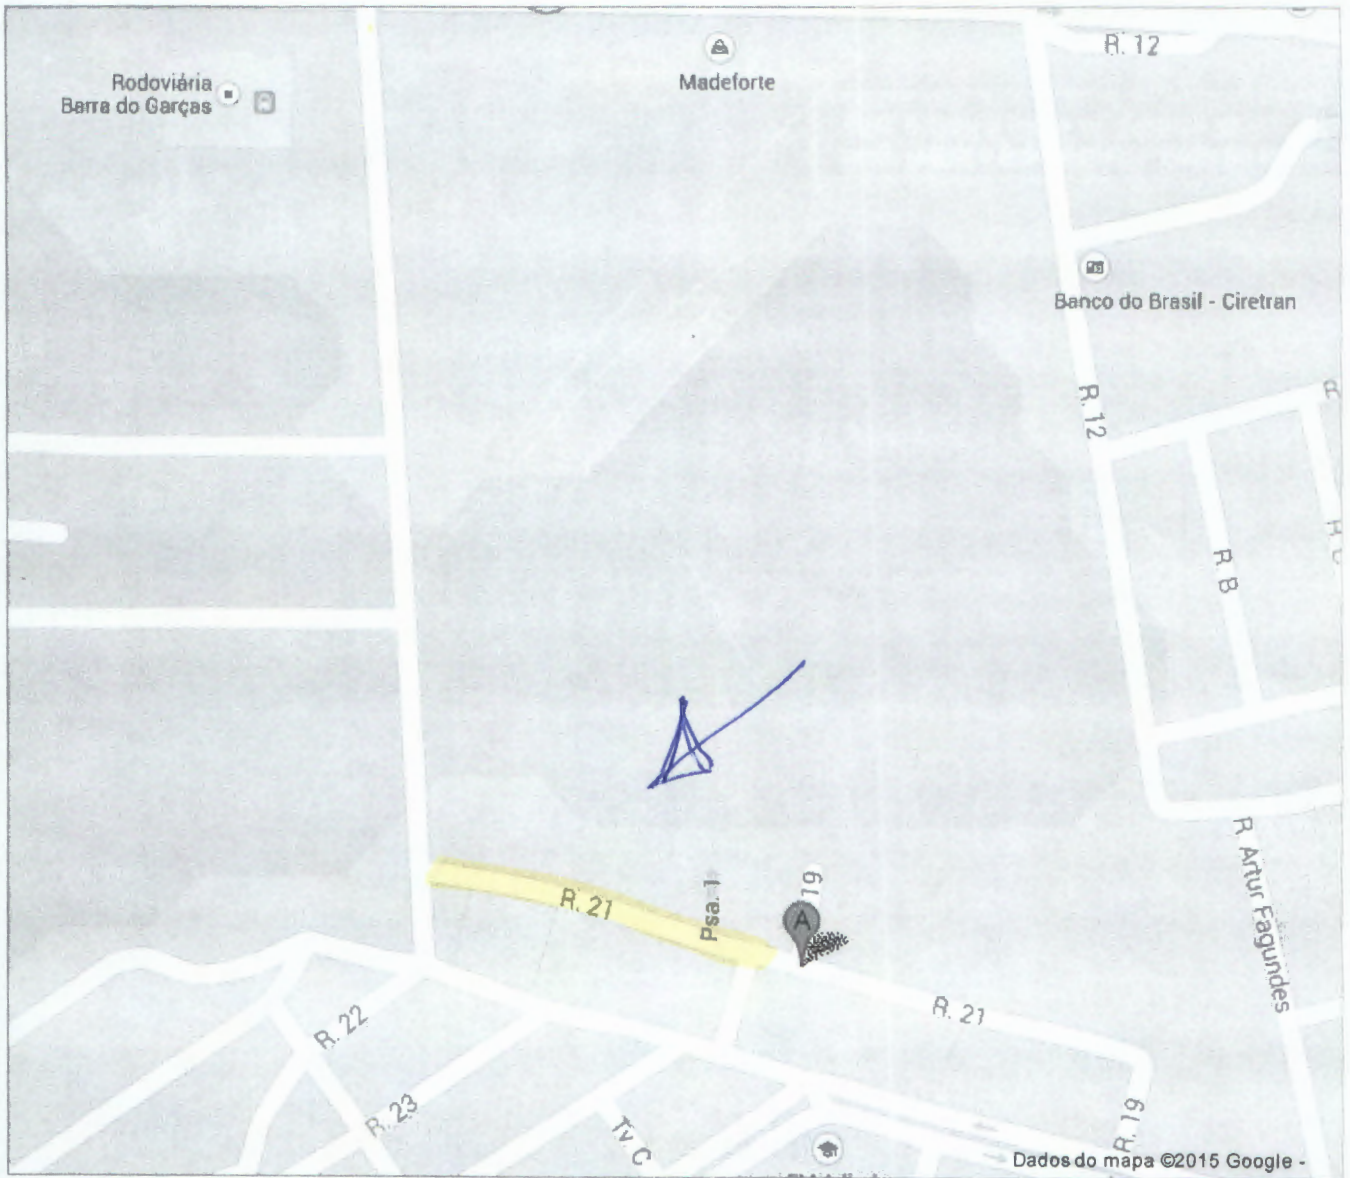 R. 12
Rodoviária
Barra do Garças
Madeforte
Banco do Brasil - Ciretran
R. 12
R. B
R. Artur Fagundes
R. 21
Psa. 1
19
A
R. 21
R. 22
R. 23
Tv. C
R. 19
Dados do mapa ©2015 Google -